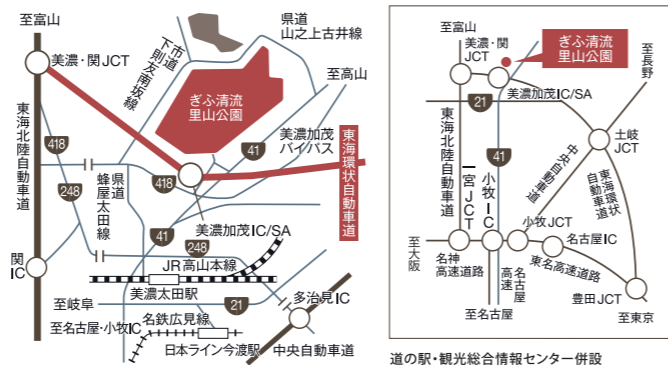 至富山
美濃・関JCT
市道
下則友南坂線
県道
山之上古井線
至高山
ぎふ清流
里山公園
美濃加茂
バイパス
41
東海環状自動車道
東海北陸自動車道
418
248
県道
蜂屋太田線
418
41
248
美濃加茂IC/SA
関
IC
JR高山本線
美濃太田駅
至岐阜
21
多治見IC
至名古屋・小牧IC
名鉄広見線
日本ライン今渡駅
中央自動車道
至富山
美濃・関
JCT
ぎふ清流
里山公園
至長野
21
美濃加茂IC/SA
41
土岐
JCT
東海北陸自動車道
一宮JCT
小牧IC
中央自動車道
東海環状
自動車道
小牧JCT
名古屋IC
至大阪
名神
高速道路
名古屋
高速
東名高速道路
豊田JCT
至名古屋
至東京
道の駅・観光総合情報センター併設